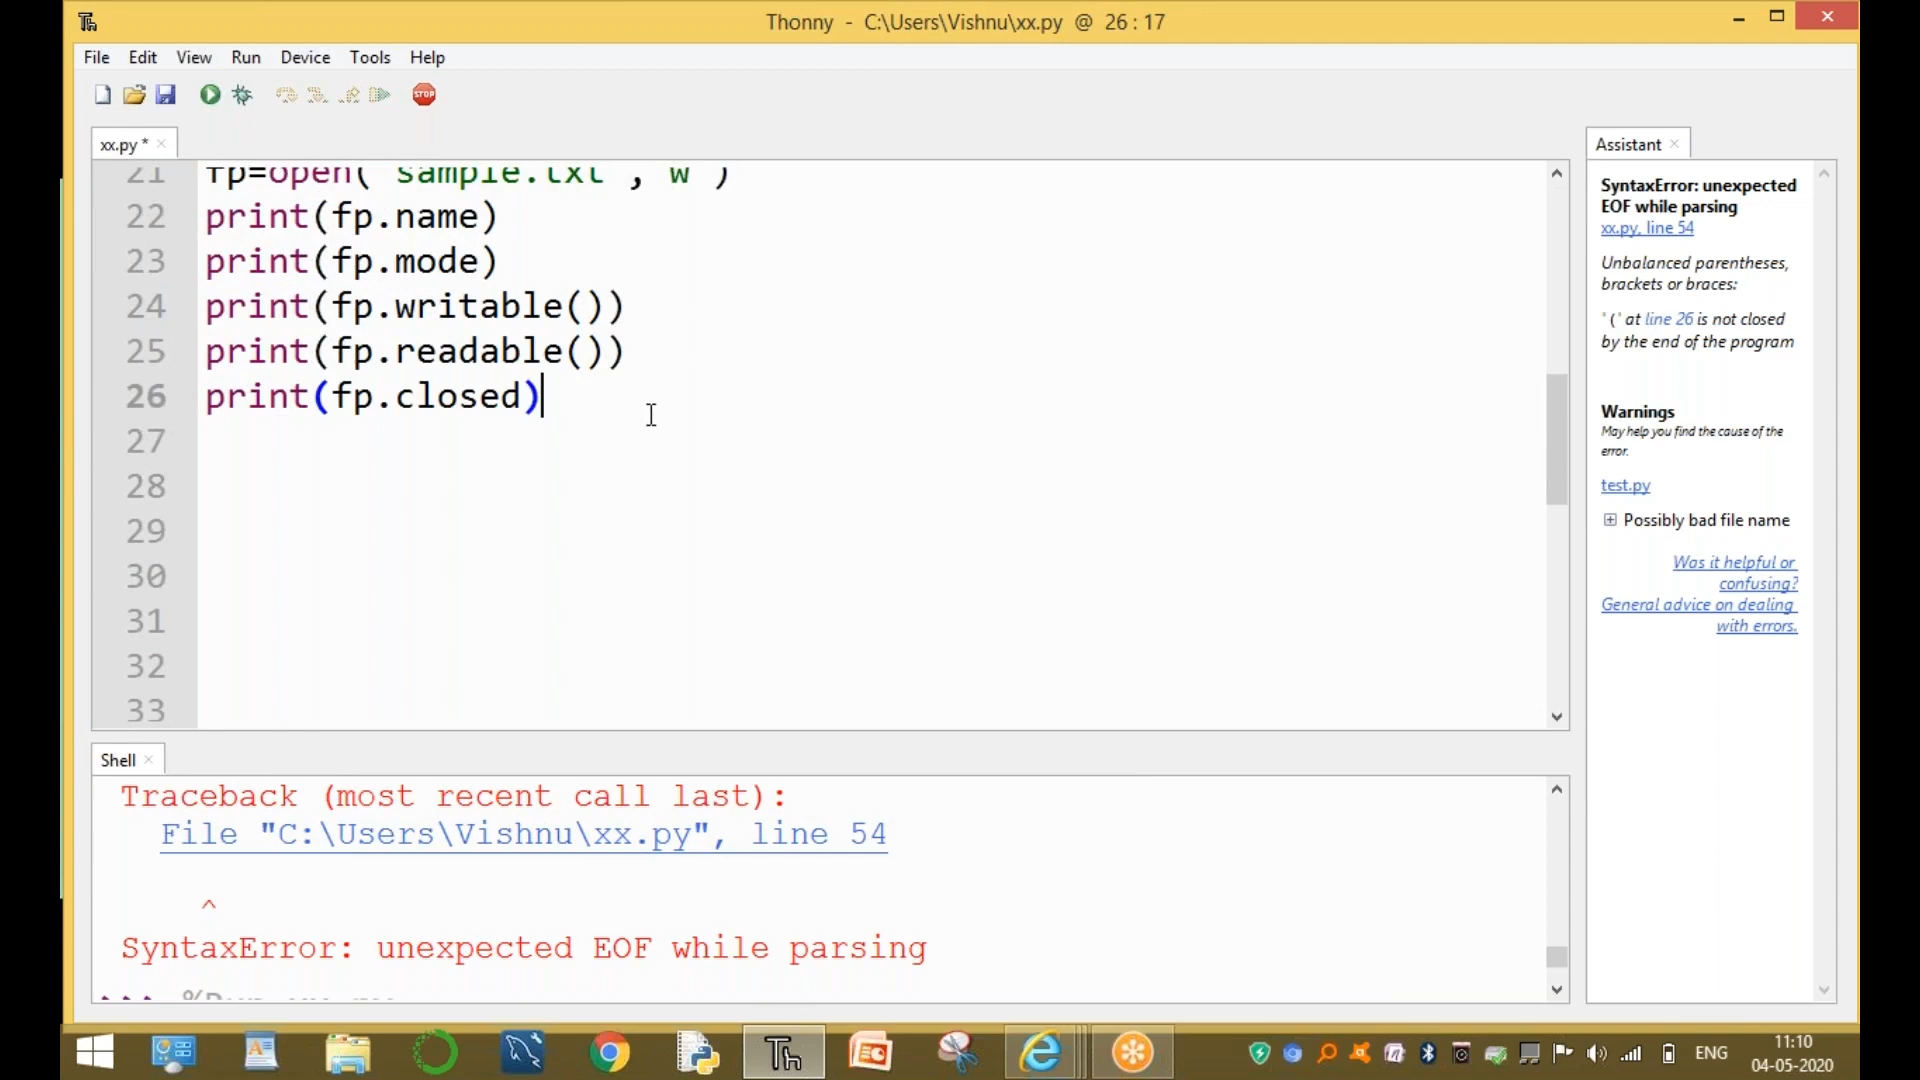 Th Thonny - C:\Users\Vishnu\xx.py @ 26 : 17
File Edit View Run Device Tools Help
STOP
xx.py *
21 fp=open("sample.txt","w")
22 print(fp.name)
23 print(fp.mode)
24 print(fp.writable())
25 print(fp.readable())
26 print(fp.closed)
27
28
29
30
31
32
33
Assistant
SyntaxError: unexpected
EOF while parsing
xx.py, line 54
Unbalanced parentheses,
brackets or braces:
'(' at line 26 is not closed
by the end of the program
Warnings
May help you find the cause of the
error.
test.py
Possibly bad file name
Was it helpful or
confusing?
General advice on dealing
with errors.
Shell
Traceback (most recent call last):
File "C:\Users\Vishnu\xx.py", line 54
^
SyntaxError: unexpected EOF while parsing
Th
ENG
11:10
04-05-2020